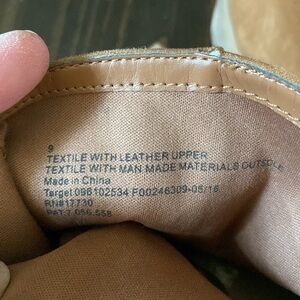 9
TEXTILE WITH LEATHER UPPER
TEXTILE WITH MAN MADE MATERIALS OUTSOLE
Made in China
Target 096102534 F00246309-05/16
RN#17730
PAT. 7,056,558